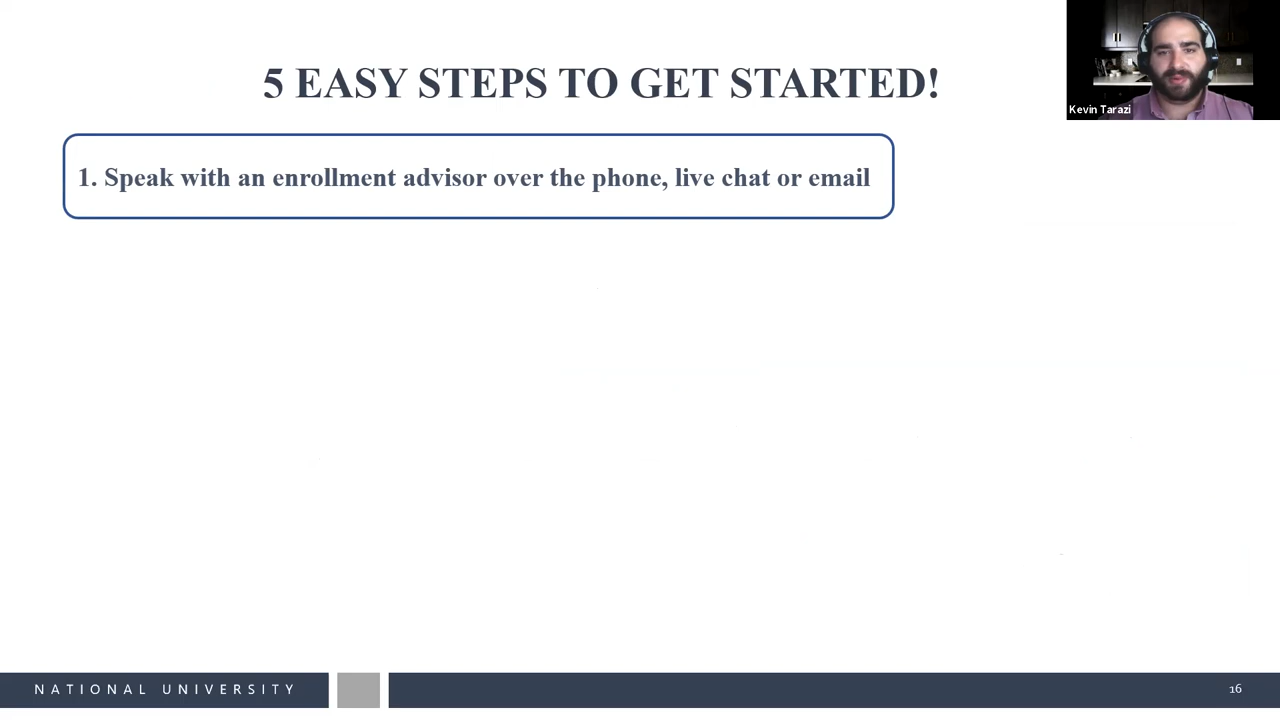 5 EASY STEPS TO GET STARTED!
Kevin Tarazi
1. Speak with an enrollment advisor over the phone, live chat or email
NATIONAL UNIVERSITY
16